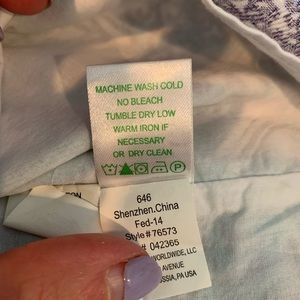 MACHINE WASH COLD
NO BLEACH
TUMBLE DRY LOW
WARM IRON IF
NECESSARY
OR DRY CLEAN
646
Shenzhen.China
Fed-14
Style # 76573
# 042365
WORLDWIDE, LLC
AVENUE
USA